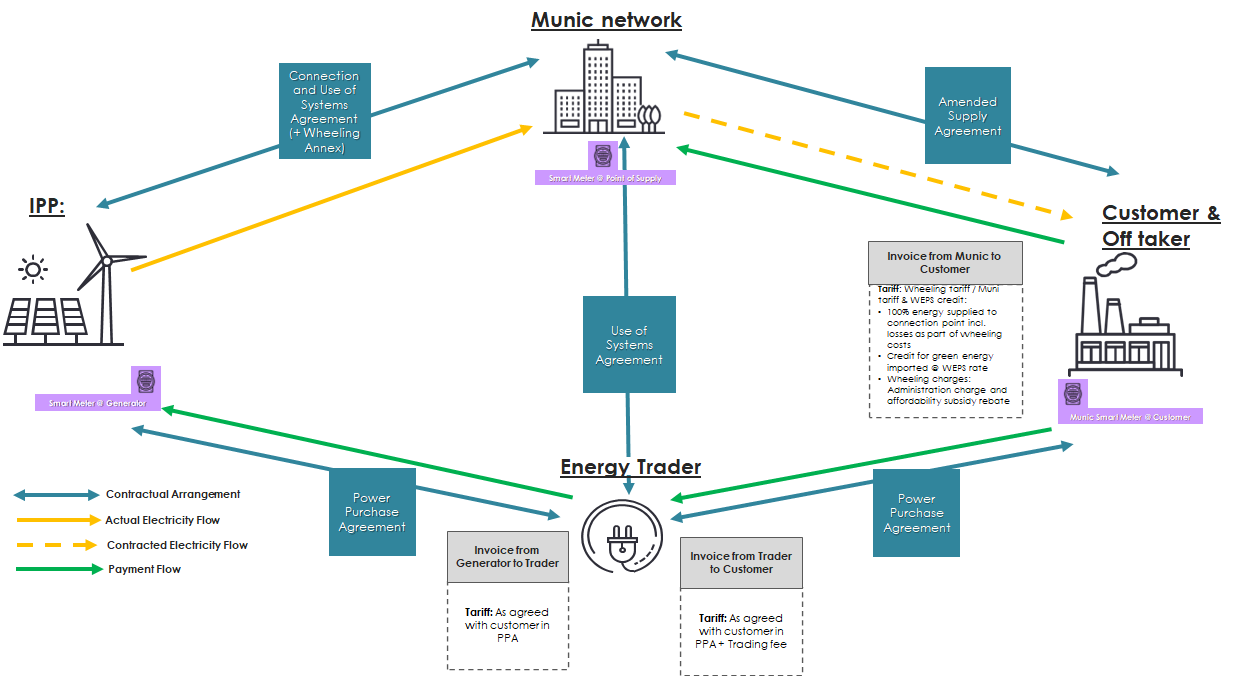 Munic network
Connection
and Use of
Systems
Agreement
(+ Wheeling
Annex)
Amended
Supply
Agreement
Smart Meler @ Point of Supply
IPP:
Customer &
Off taker
Invoice from Munic to
Customer
Tariff: Wheeling tariff / Muni
tariff & WEPS credit:
• 100% energy supplied to
connection point incl.
losses as part of wheeling
costs
• Credit for green energy
imported @ WEPS rate
• Wheeling charges:
Administration charge and
affordability subsidy rebate
Use of
Systems
Agreement
Smart Meler @ Generator
Munic Smart Meler @ Customer
Energy Trader
Contractual Arrangement
Actual Electricity Flow
Contracted Electricity Flow
Payment Flow
Power
Purchase
Agreement
Power
Purchase
Agreement
Invoice from
Generator to Trader
Tariff: As agreed
with customer in
PPA
Invoice from Trader
to Customer
Tariff: As agreed
with customer in
PPA + Trading fee